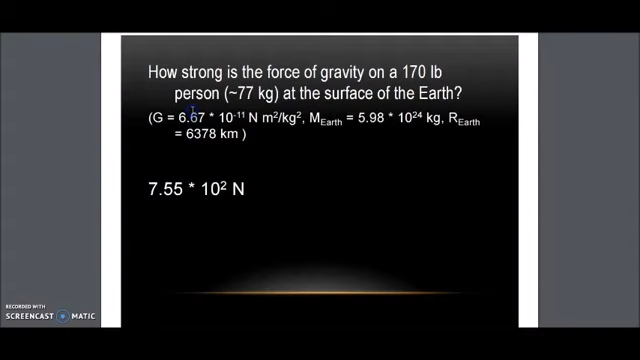 How strong is the force of gravity on a 170 lb
person (~77 kg) at the surface of the Earth?
(G = 6.67 * 10⁻¹¹ N m²/kg², M_Earth = 5.98 * 10²⁴ kg, R_Earth
= 6378 km )
7.55 * 10² N
RECORDED WITH
SCREENCAST MATIC